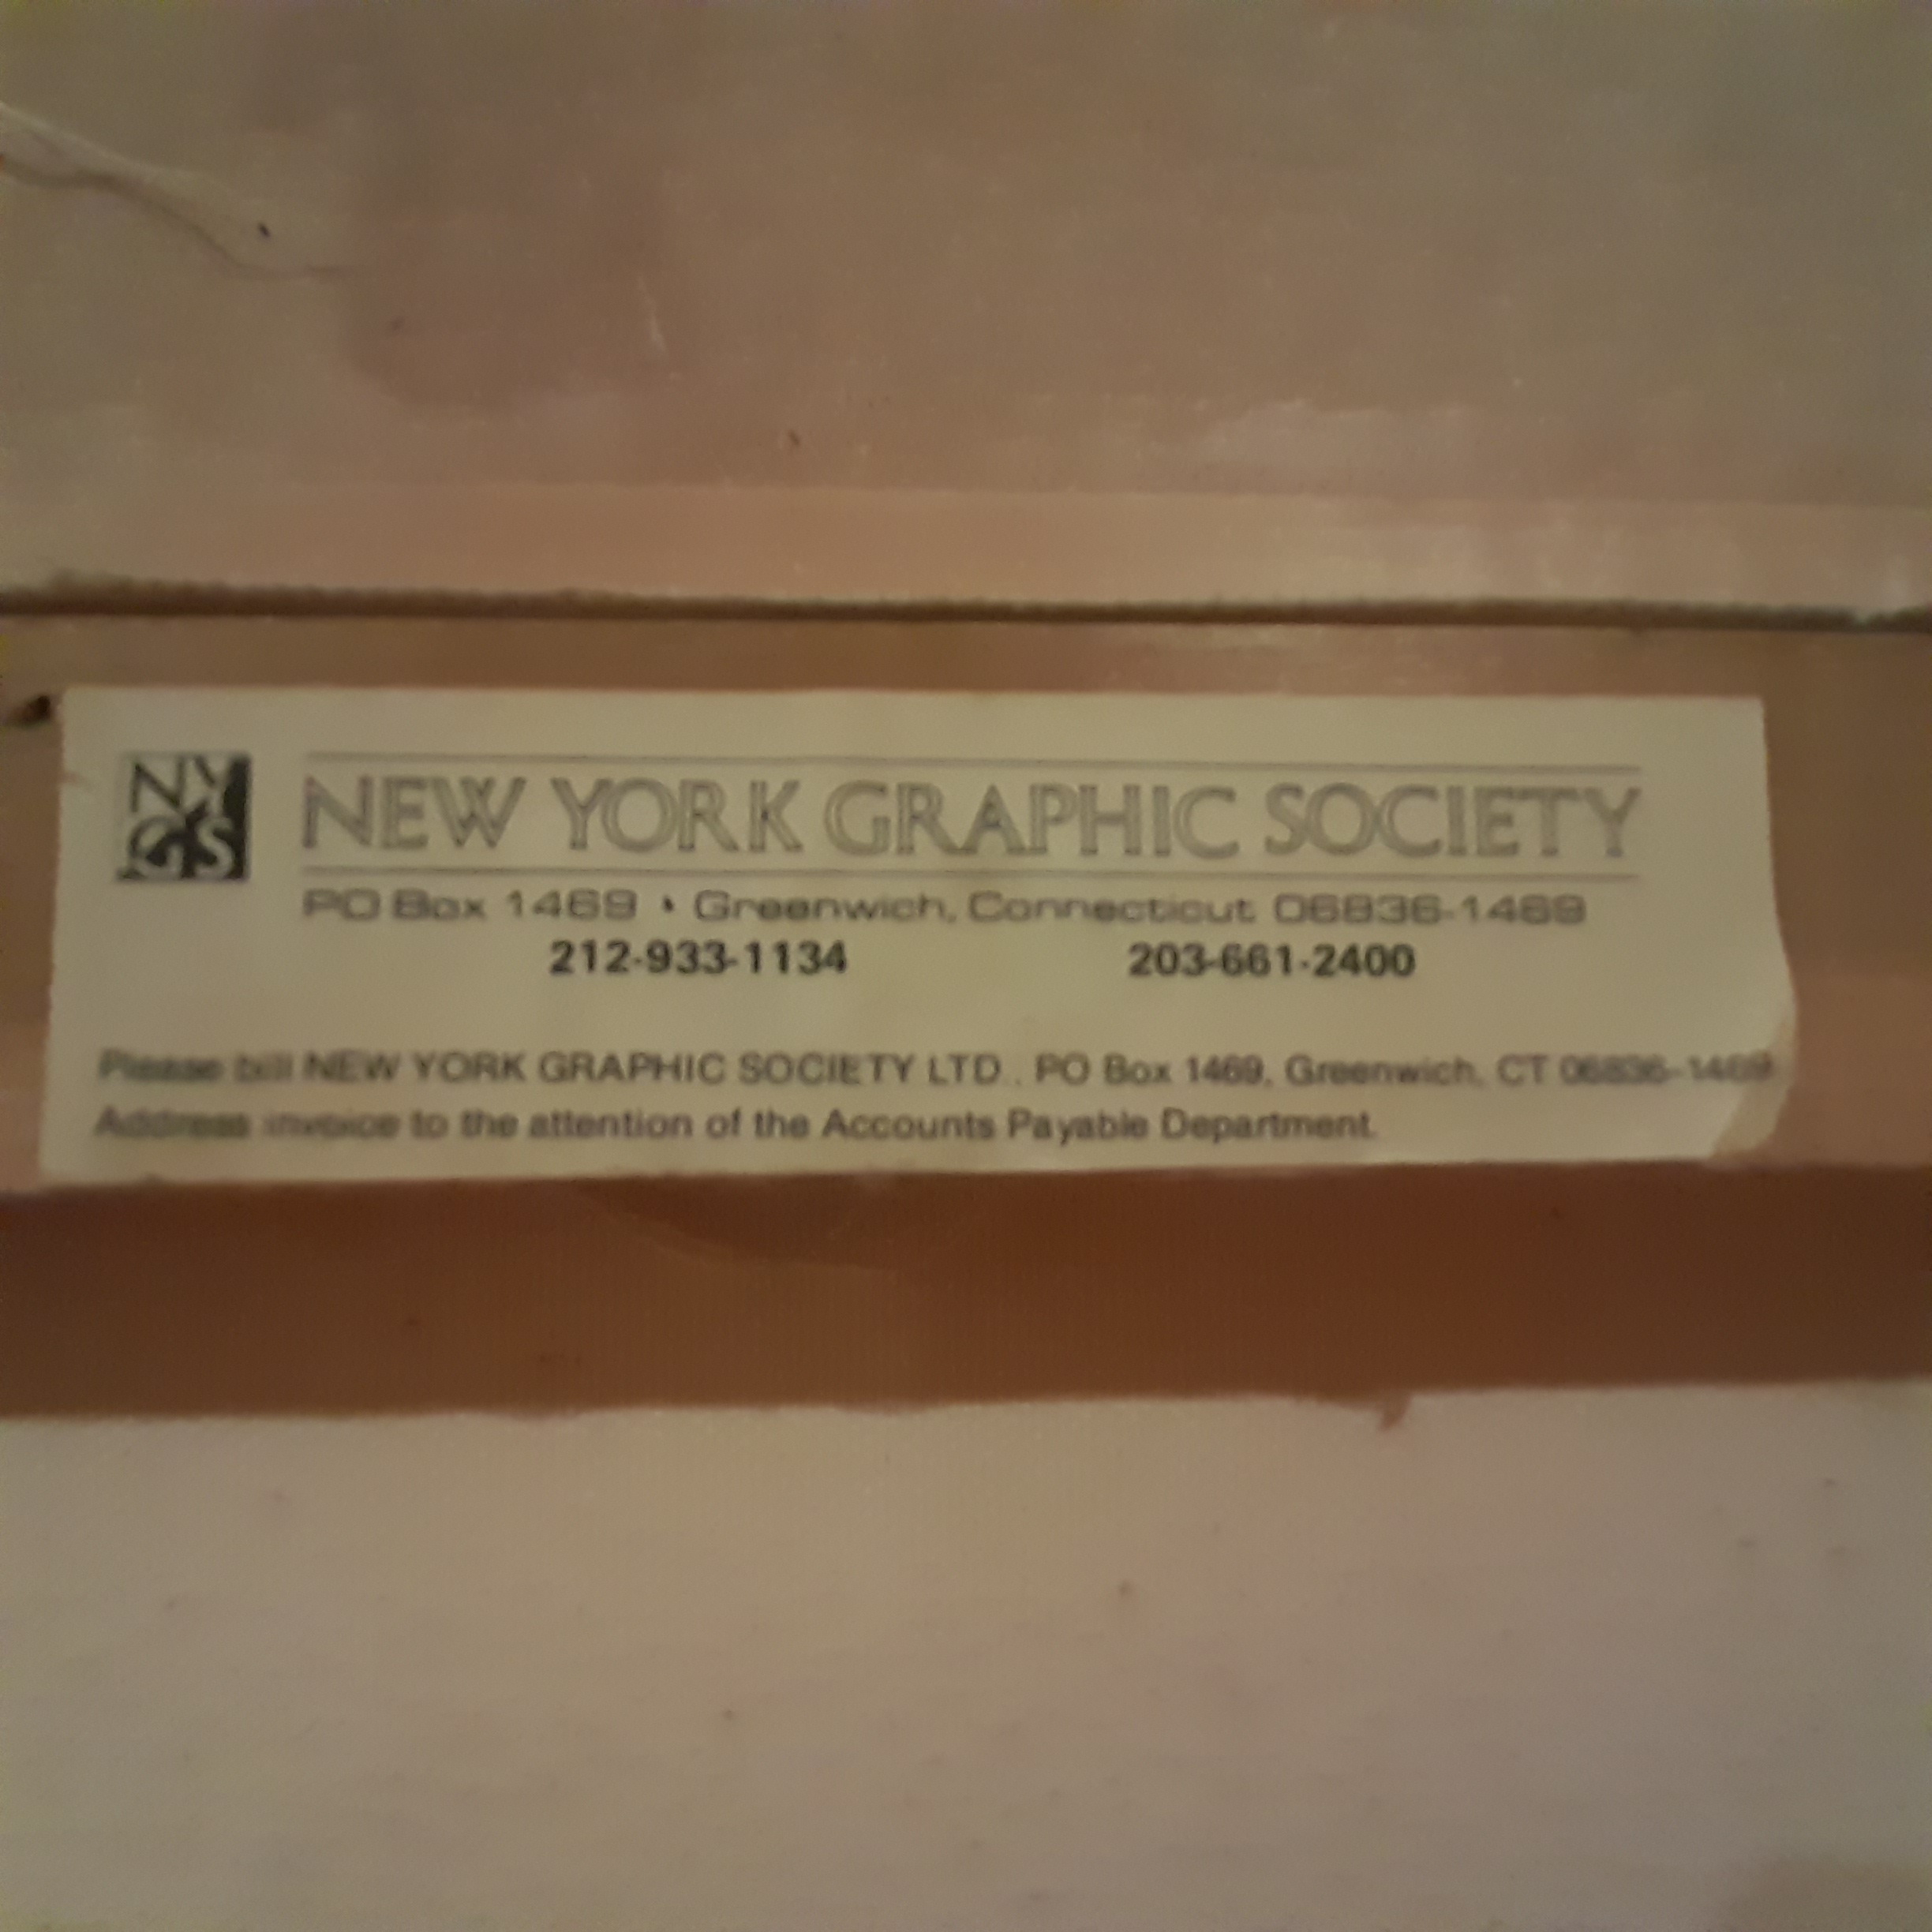 NY
GS
NEW YORK GRAPHIC SOCIETY
PO Box 1469 • Greenwich, Connecticut 06836-1469
212-933-1134 203-661-2400
Please bill NEW YORK GRAPHIC SOCIETY LTD., PO Box 1469, Greenwich, CT 06836-1469
Address invoice to the attention of the Accounts Payable Department.